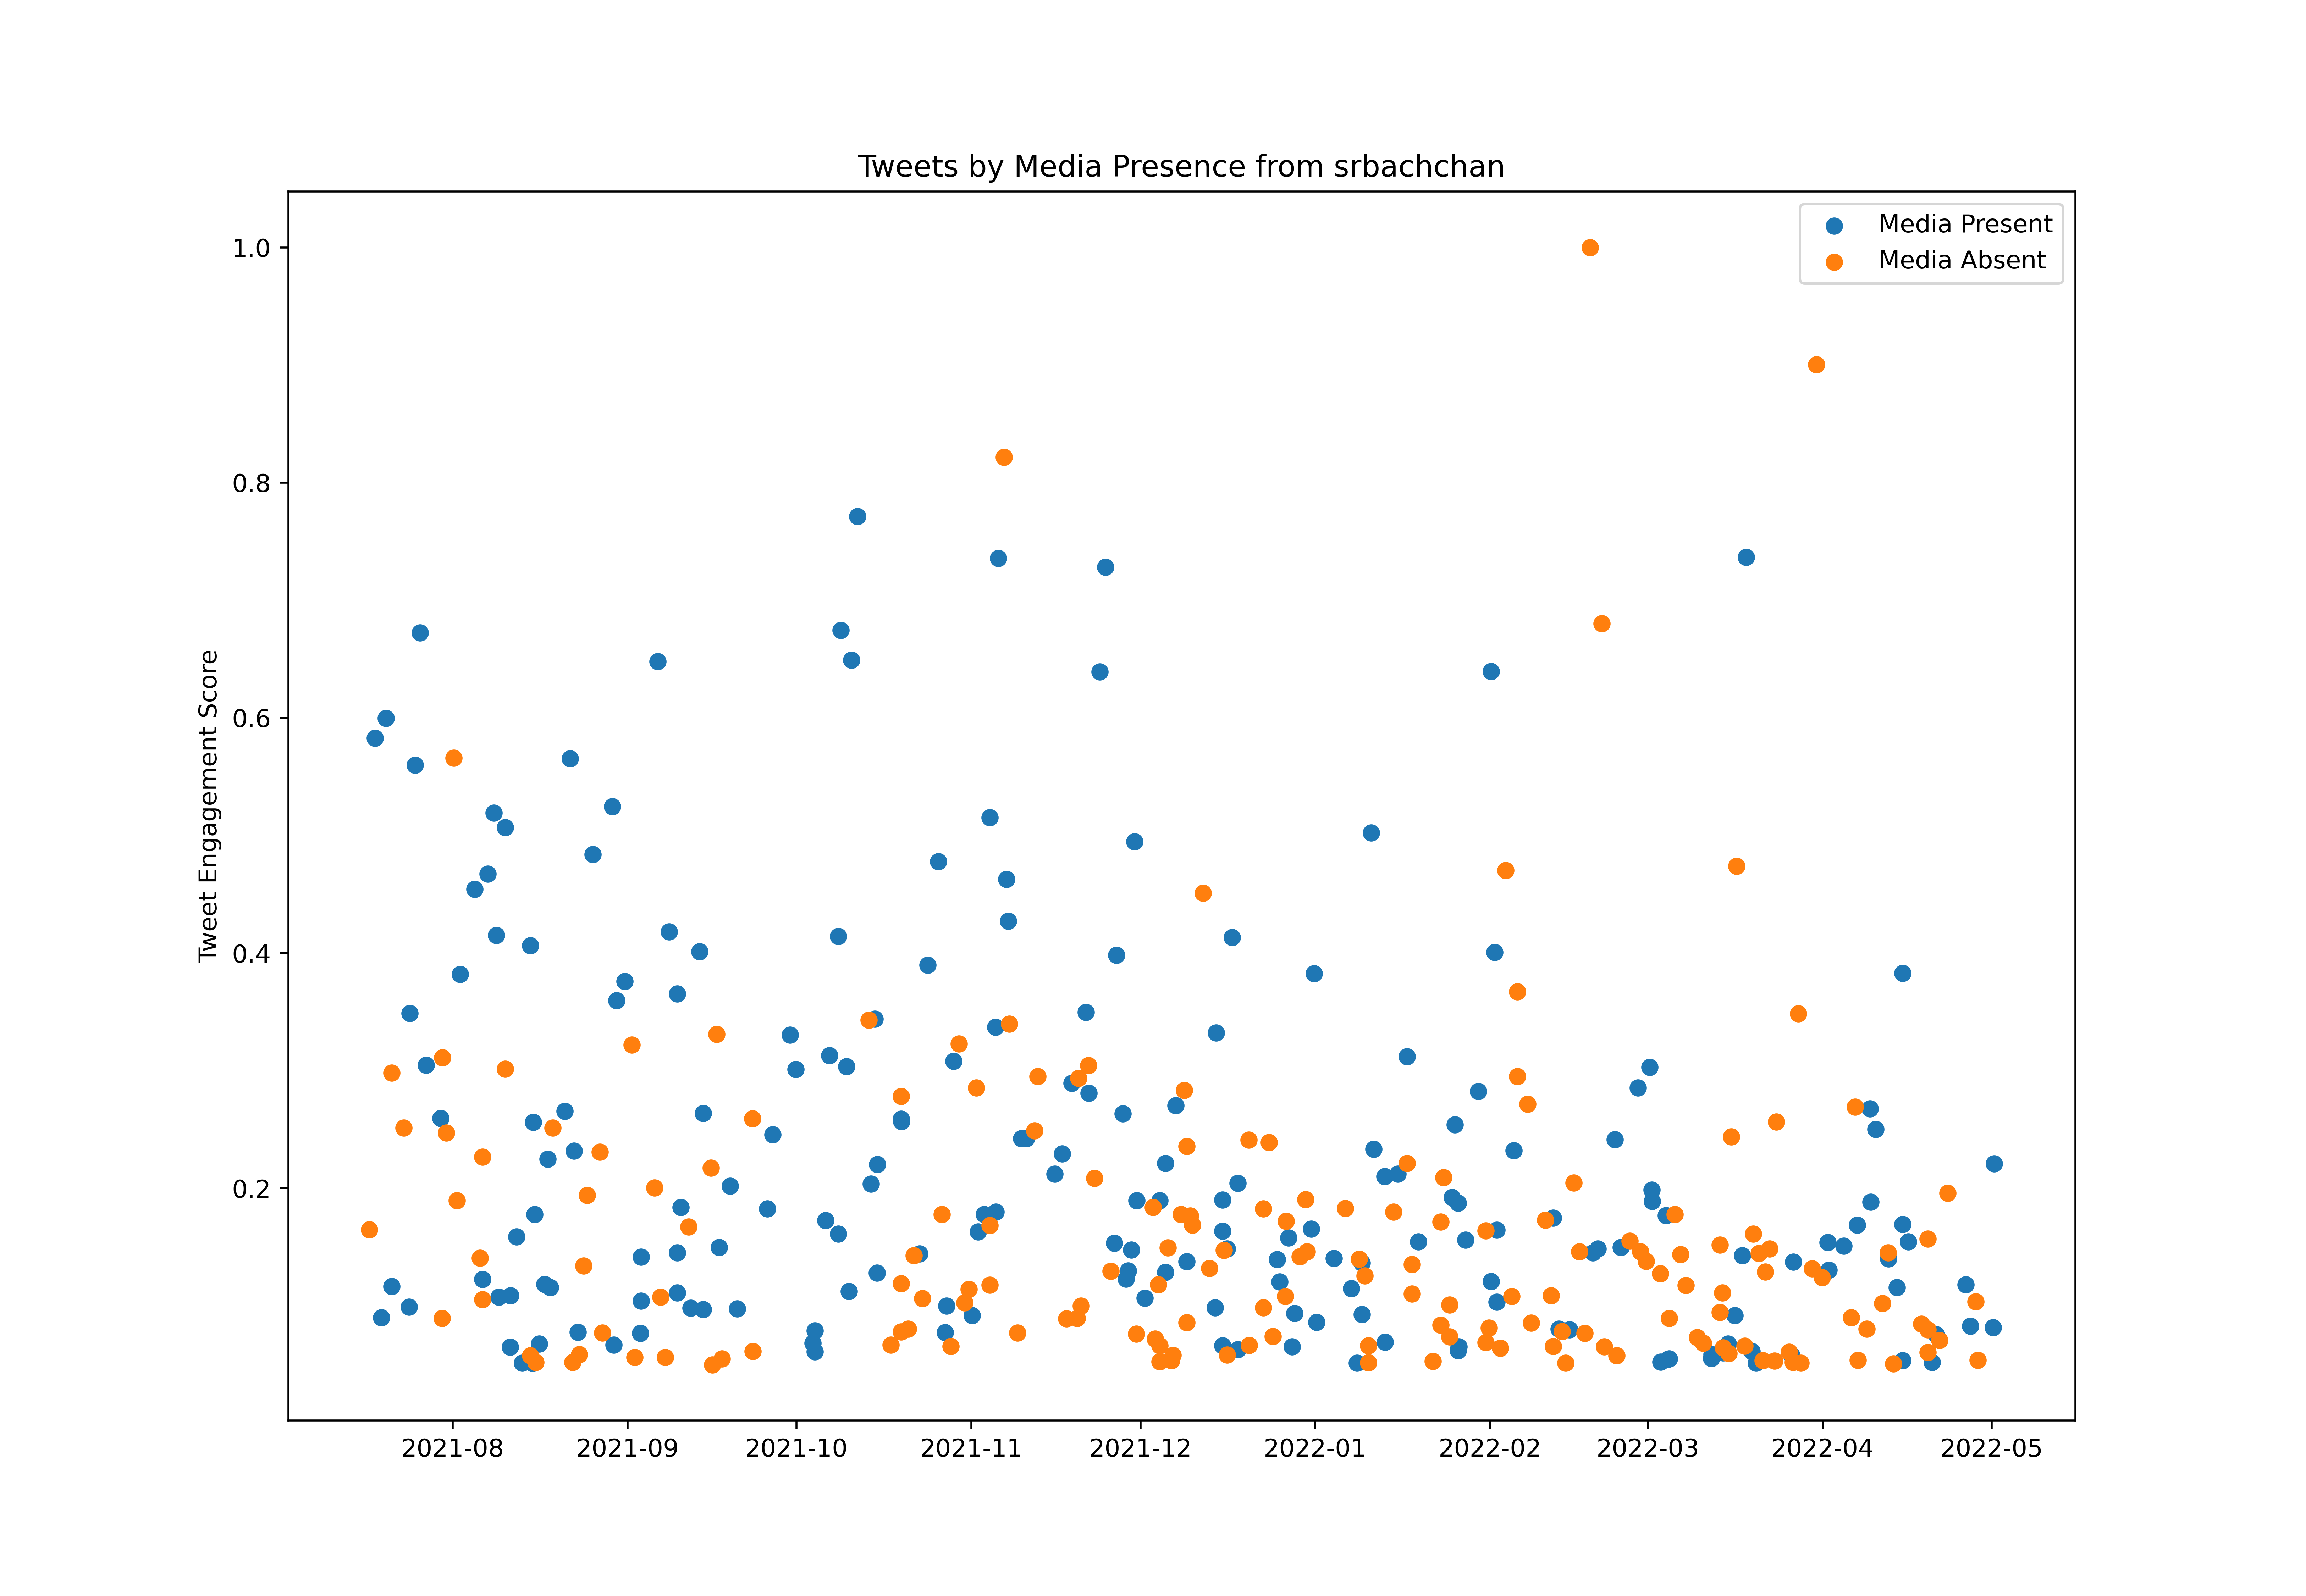 Tweets by Media Presence from srbachchan
Media Present
Media Absent
Tweet Engagement Score
1.0
0.8
0.6
0.4
0.2
2021-08 2021-09 2021-10 2021-11 2021-12 2022-01 2022-02 2022-03 2022-04 2022-05